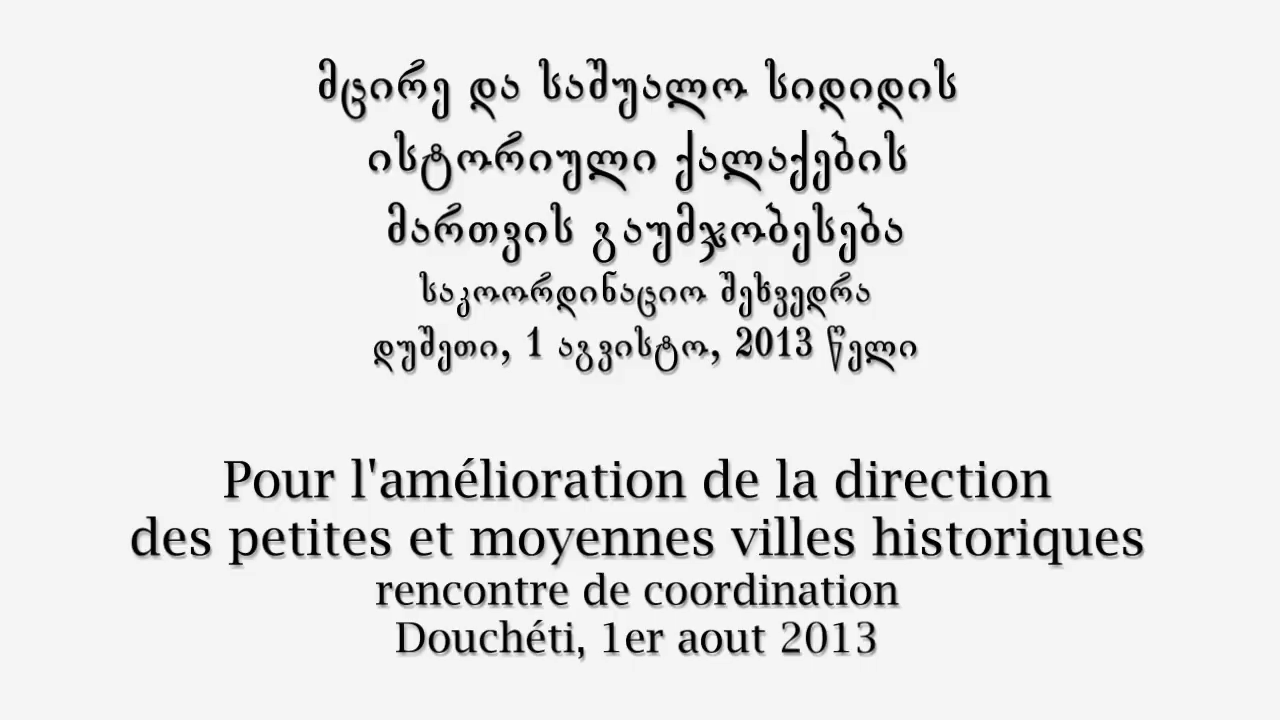 მცირე და საშუალო სიდიდის
ისტორიული ქალაქების
მართვის გაუმჯობესება
საკოორდინაციო შეხვედრა
დუშეთი, 1 აგვისტო, 2013 წელი
Pour l'amélioration de la direction
des petites et moyennes villes historiques
rencontre de coordination
Douchéti, 1er aout 2013